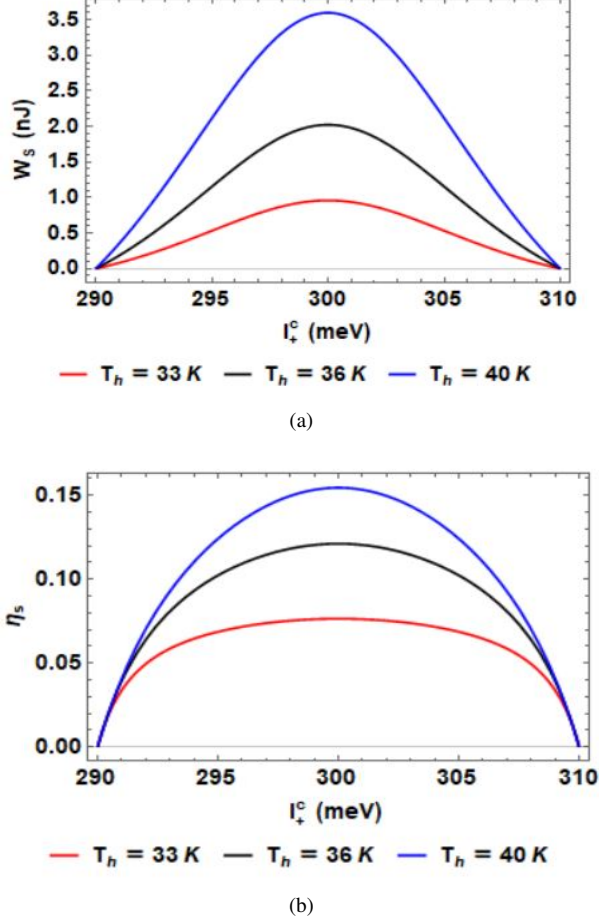 3.5
3.0
2.5
2.0
1.5
1.0
0.5
0.0
W_S (nJ)
290 295 300 305 310
I_+^c (meV)
T_h = 33 K T_h = 36 K T_h = 40 K
(a)
0.15
0.10
0.05
0.00
η_s
290 295 300 305 310
I_+^c (meV)
T_h = 33 K T_h = 36 K T_h = 40 K
(b)